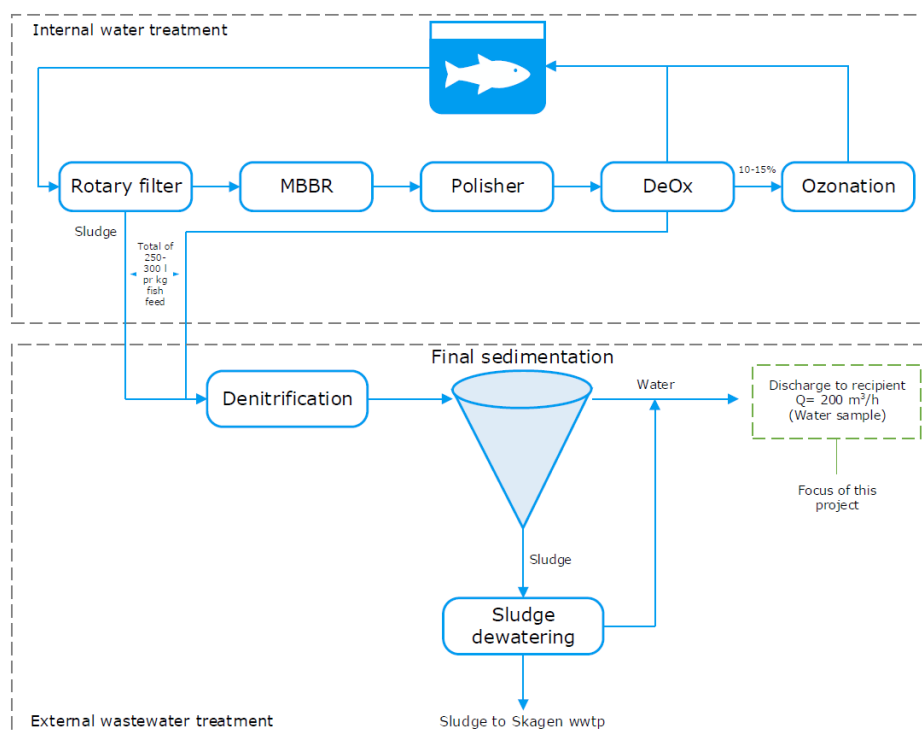 Internal water treatment
Rotary filter
MBBR
Polisher
DeOx
10-15%
Ozonation
Sludge
Total of
250-
300 l
pr kg
fish
feed
Final sedimentation
Denitrification
Water
Discharge to recipient
Q= 200 m³/h
(Water sample)
Focus of this
project
Sludge
Sludge
dewatering
External wastewater treatment
Sludge to Skagen wwtp